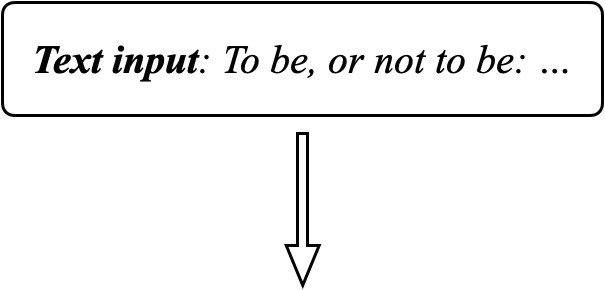 Text input: To be, or not to be: ...